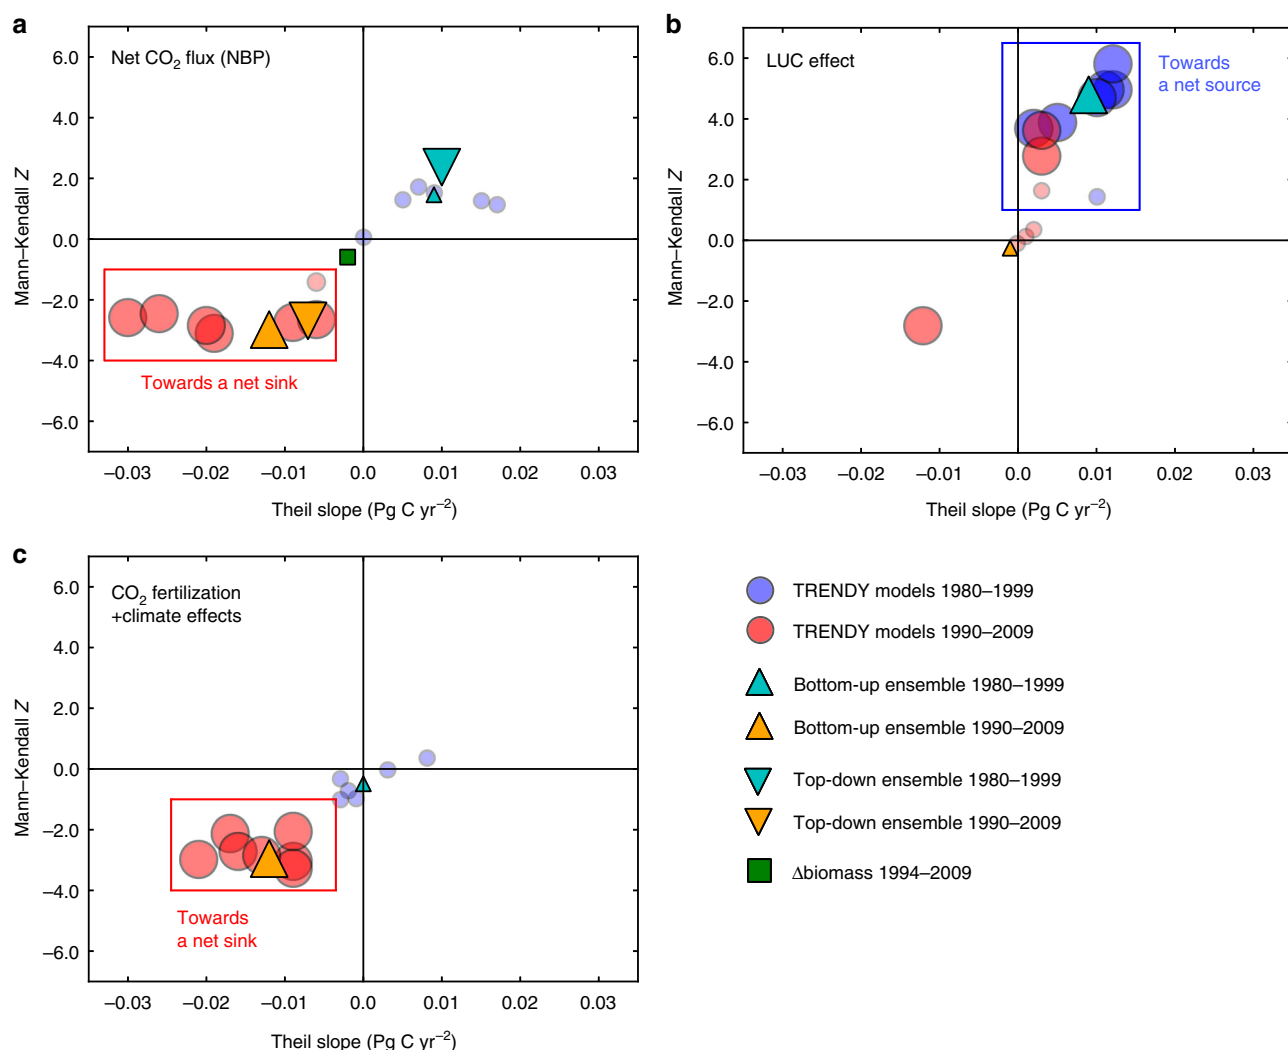 a
Net CO2 flux (NBP)
6.0
4.0
2.0
0.0
–2.0
–4.0
–6.0
Mann–Kendall Z
Towards a net sink
–0.03
–0.02
–0.01
0.0
0.01
0.02
0.03
Theil slope (Pg C yr−2)
b
LUC effect
Towards
a net source
6.0
4.0
2.0
0.0
–2.0
–4.0
–6.0
Mann–Kendall Z
–0.03
–0.02
–0.01
0.0
0.01
0.02
0.03
Theil slope (Pg C yr−2)
c
CO2 fertilization
+climate effects
6.0
4.0
2.0
0.0
–2.0
–4.0
–6.0
Mann–Kendall Z
Towards
a net sink
–0.03
–0.02
–0.01
0.0
0.01
0.02
0.03
Theil slope (Pg C yr−2)
TRENDY models 1980–1999
TRENDY models 1990–2009
Bottom-up ensemble 1980–1999
Bottom-up ensemble 1990–2009
Top-down ensemble 1980–1999
Top-down ensemble 1990–2009
Δbiomass 1994–2009